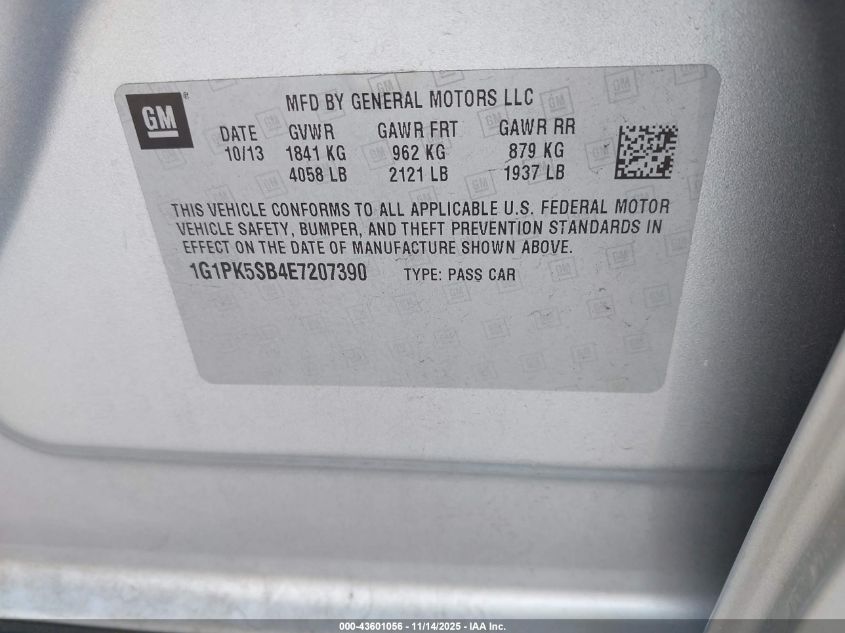 GM
MFD BY GENERAL MOTORS LLC
DATE GVWR GAWR FRT GAWR RR
10/13 1841 KG 962 KG 879 KG
4058 LB 2121 LB 1937 LB
THIS VEHICLE CONFORMS TO ALL APPLICABLE U.S. FEDERAL MOTOR
VEHICLE SAFETY, BUMPER, AND THEFT PREVENTION STANDARDS IN
EFFECT ON THE DATE OF MANUFACTURE SHOWN ABOVE.
1G1PK5SB4E7207390 TYPE: PASS CAR
000-43601056 - 11/14/2025 - IAA Inc.